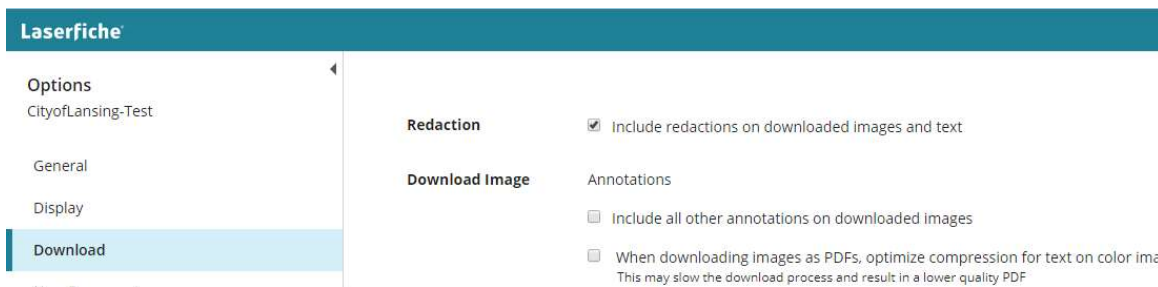 Laserfiche
Options
CityofLansing-Test
General
Display
Download
Redaction
Include redactions on downloaded images and text
Download Image
Annotations
Include all other annotations on downloaded images
When downloading images as PDFs, optimize compression for text on color
This may slow the download process and result in a lower quality PDF